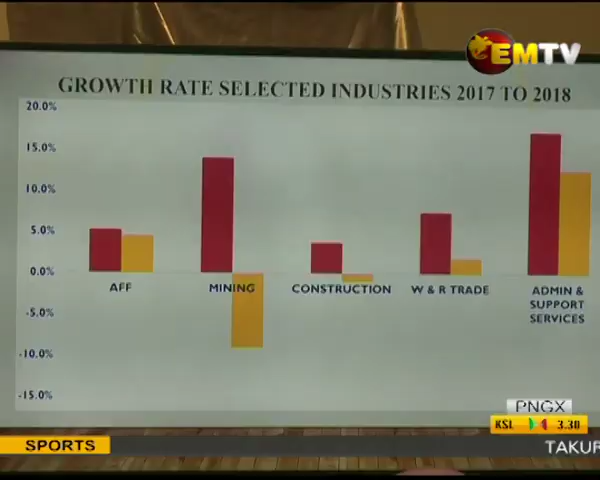 EMTV
GROWTH RATE SELECTED INDUSTRIES 2017 TO 2018
20.0%
15.0%
10.0%
5.0%
0.0%
-5.0%
-10.0%
-15.0%
AFF
MINING
CONSTRUCTION
W & R TRADE
ADMIN &
SUPPORT
SERVICES
PNGX
KSL 3.30
SPORTS
TAKUR